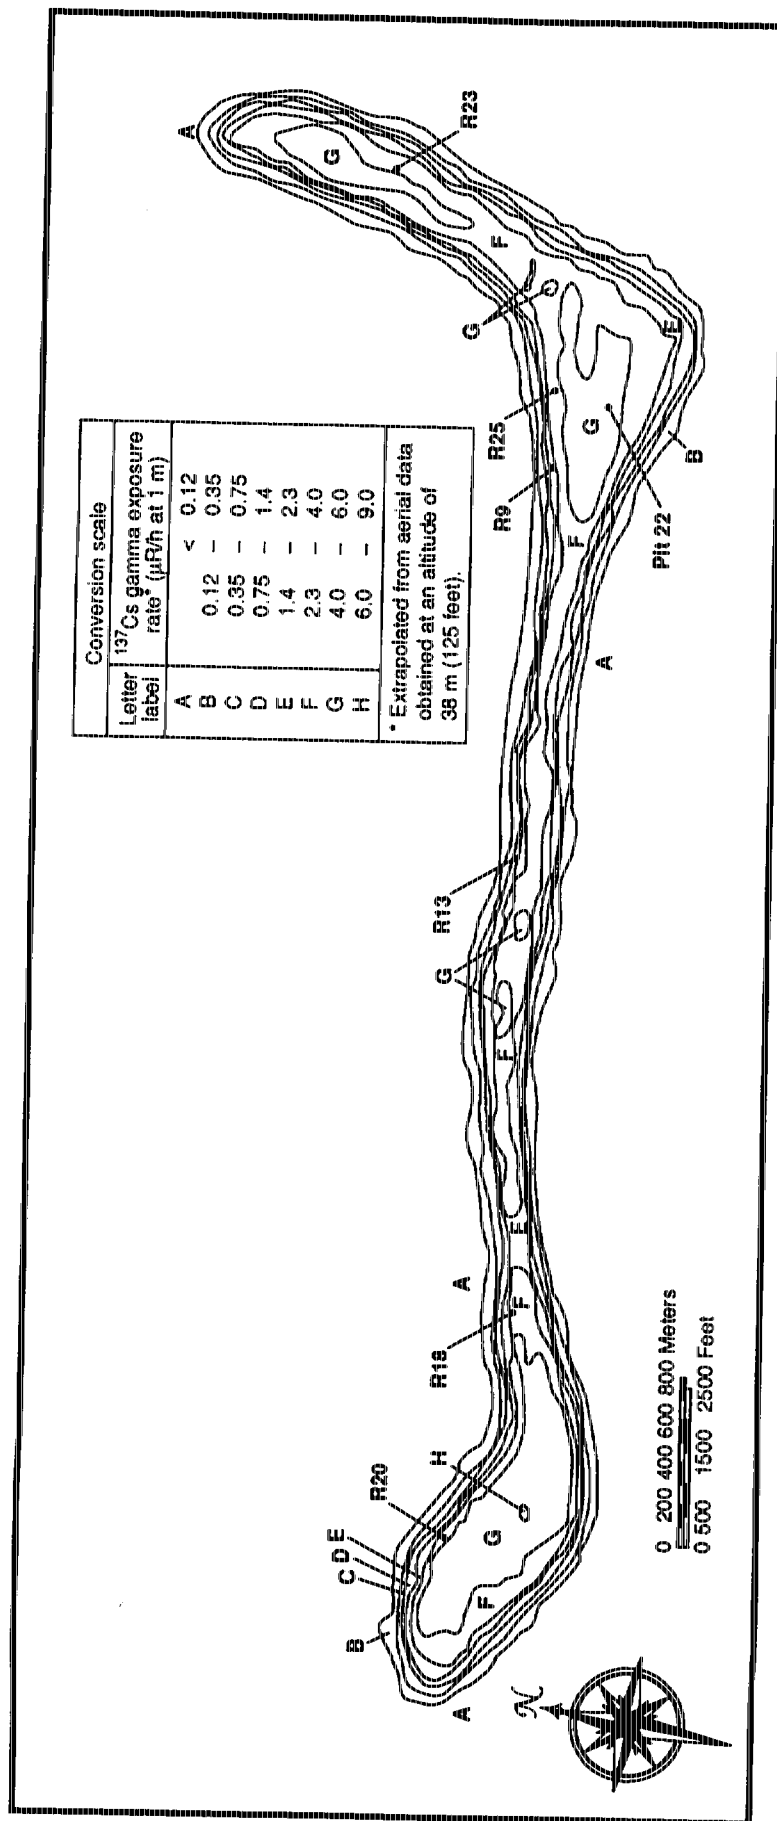 Conversion scale
Letter label
¹³⁷Cs gamma exposure rate* (μR/h at 1 m)
A < 0.12
B 0.12 – 0.35
C 0.35 – 0.75
D 0.75 – 1.4
E 1.4 – 2.3
F 2.3 – 4.0
G 4.0 – 6.0
H 6.0 – 9.0
* Extrapolated from aerial data
obtained at an altitude of
38 m (125 feet).
A
G
R23
F
G
E
R25
R9
G
F
Pit 22
B
A
R13
G
F
E
A
F
R18
H
R20
G
E
D
C
B
F
A
N
0 200 400 600 800 Meters
0 500 1500 2500 Feet